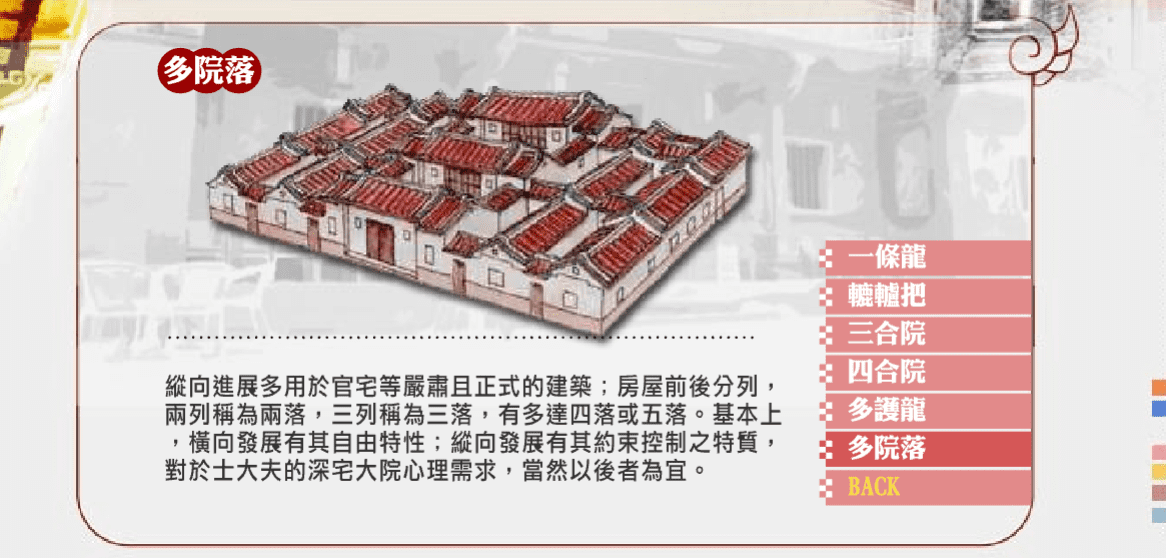 多院落
縱向進展多用於官宅等嚴肅且正式的建築；房屋前後分列，
兩列稱為兩落，三列稱為三落，有多達四落或五落。基本上
，橫向發展有其自由特性；縱向發展有其約束控制之特質，
對於士大夫的深宅大院心理需求，當然以後者為宜。
一條龍
轆轤把
三合院
四合院
多護龍
多院落
BACK